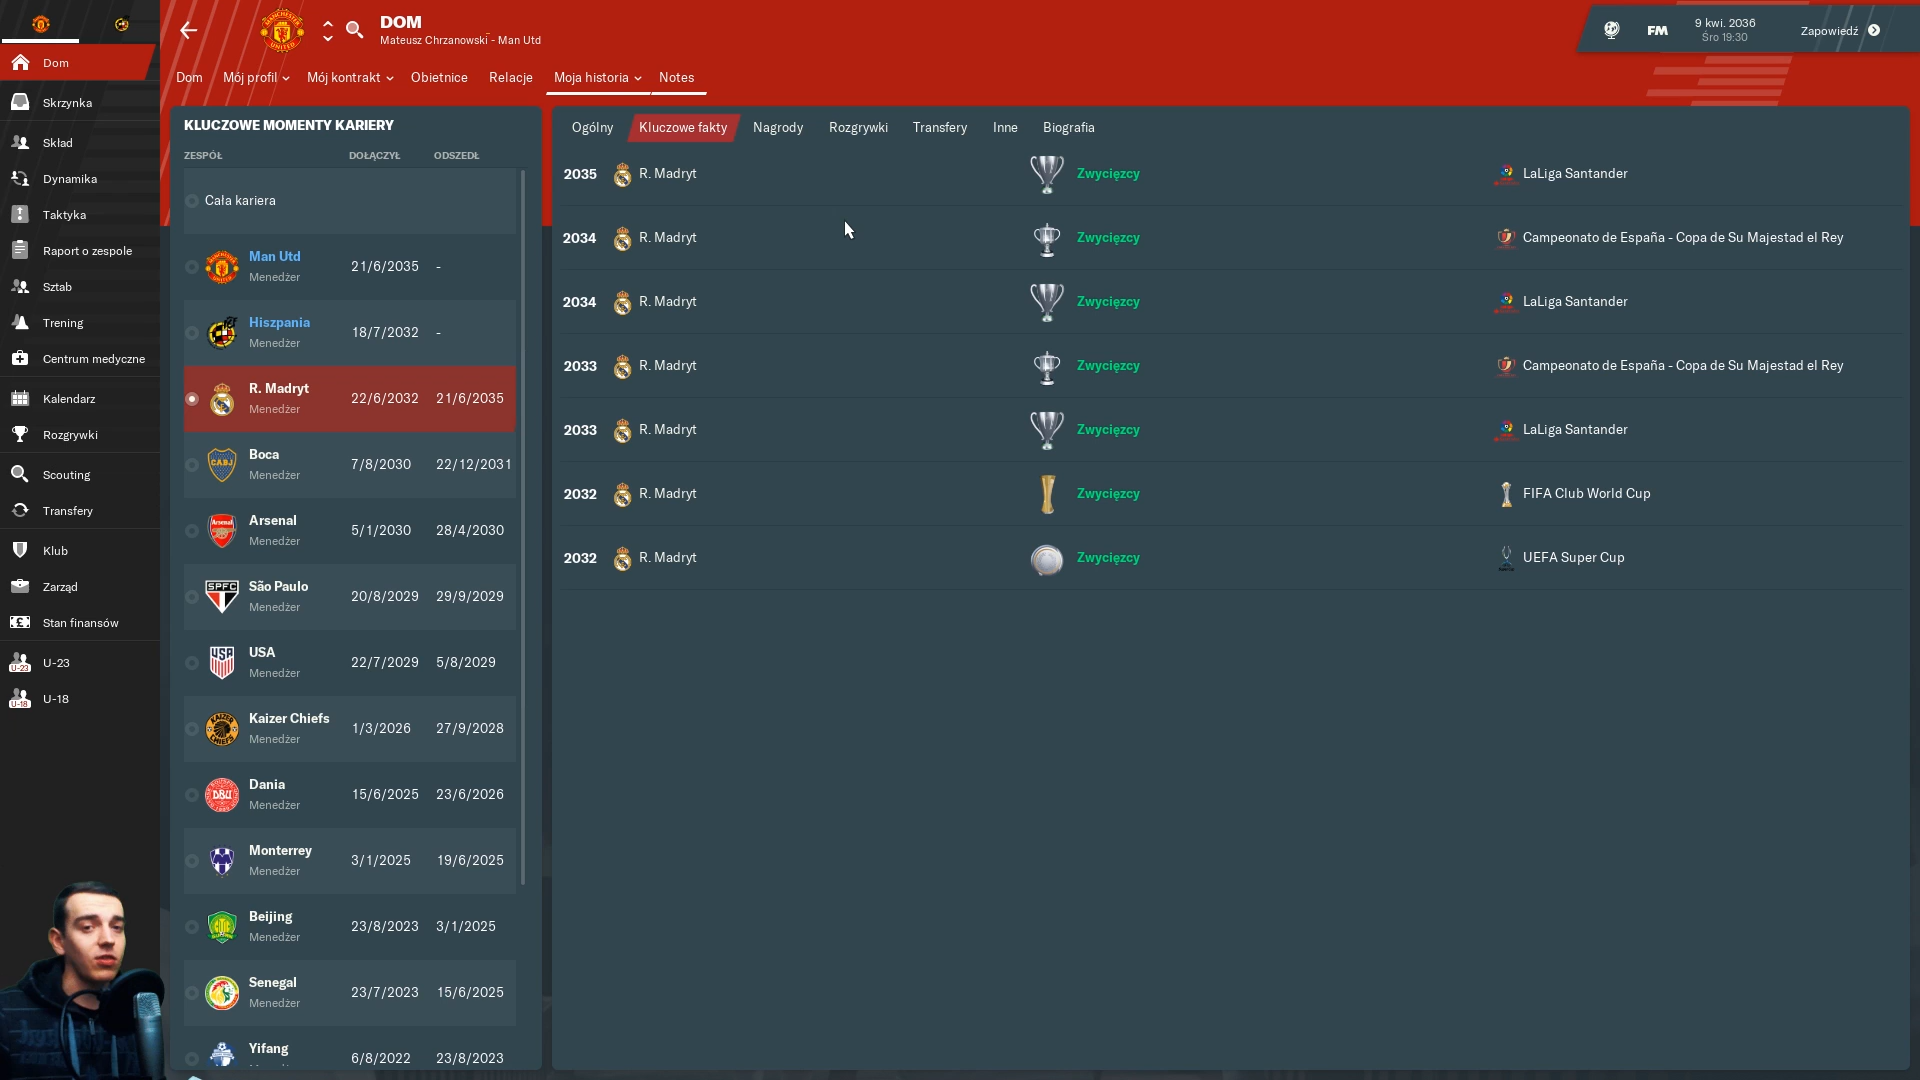 DOM
Mateusz Chrzanowski - Man Utd
FM
9 kwi. 2036
Śro 19:30
Zapowiedź
Dom
Mój profil
Mój kontrakt
Obietnice
Relacje
Moja historia
Notes
Dom
Skrzynka
Skład
Dynamika
Taktyka
Raport o zespole
Sztab
Trening
Centrum medyczne
Kalendarz
Rozgrywki
Scouting
Transfery
Klub
Zarząd
Stan finansów
U-23
U-23
U-18
U-18
KLUCZOWE MOMENTY KARIERY
ZESPÓŁ DOŁĄCZYŁ ODSZEDŁ
Cała kariera
Man Utd
Menedżer
21/6/2035 -
Hiszpania
Menedżer
18/7/2032 -
R. Madryt
Menedżer
22/6/2032 21/6/2035
Boca
Menedżer
7/8/2030 22/12/2031
Arsenal
Menedżer
5/1/2030 28/4/2030
São Paulo
Menedżer
20/8/2029 29/9/2029
USA
Menedżer
22/7/2029 5/8/2029
Kaizer Chiefs
Menedżer
1/3/2026 27/9/2028
Dania
Menedżer
15/6/2025 23/6/2026
Monterrey
Menedżer
3/1/2025 19/6/2025
Beijing
Menedżer
23/8/2023 3/1/2025
Senegal
Menedżer
23/7/2023 15/6/2025
Yifang
6/8/2022 23/8/2023
Ogólny
Kluczowe fakty
Nagrody
Rozgrywki
Transfery
Inne
Biografia
2035 R. Madryt Zwycięzcy LaLiga Santander
2034 R. Madryt Zwycięzcy Campeonato de España - Copa de Su Majestad el Rey
2034 R. Madryt Zwycięzcy LaLiga Santander
2033 R. Madryt Zwycięzcy Campeonato de España - Copa de Su Majestad el Rey
2033 R. Madryt Zwycięzcy LaLiga Santander
2032 R. Madryt Zwycięzcy FIFA Club World Cup
2032 R. Madryt Zwycięzcy UEFA Super Cup